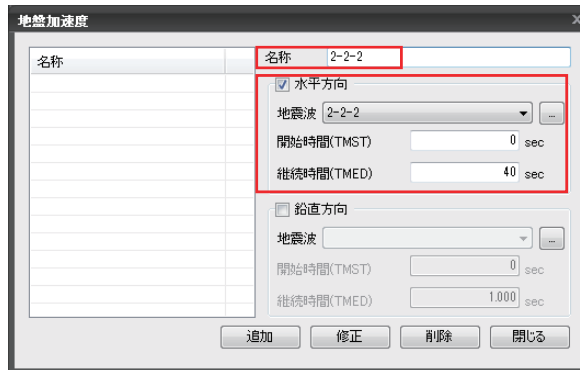 地盤加速度
名称
名称 2-2-2
水平方向
地震波 2-2-2 ...
開始時間(TMST) 0 sec
継続時間(TMED) 40 sec
鉛直方向
地震波 ...
開始時間(TMST) 0 sec
継続時間(TMED) 1.000 sec
追加 修正 削除 閉じる